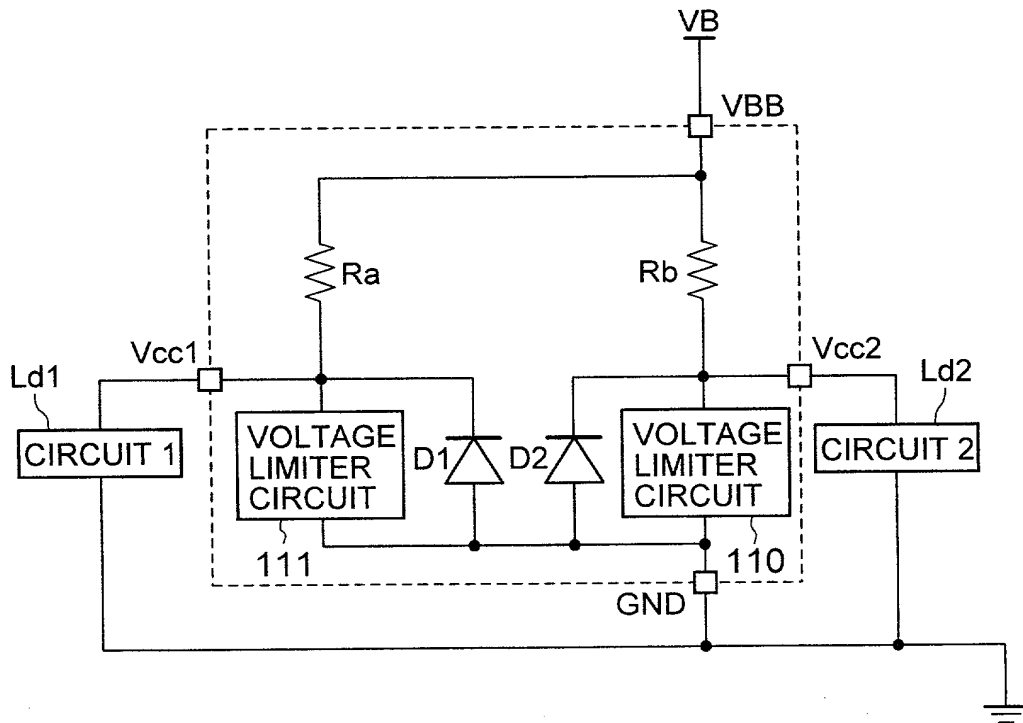 VB
VBB
Ra
Rb
Vcc1
Vcc2
Ld1
Ld2
CIRCUIT 1
VOLTAGE
LIMITER
CIRCUIT
D1
D2
VOLTAGE
LIMITER
CIRCUIT
CIRCUIT 2
111
110
GND